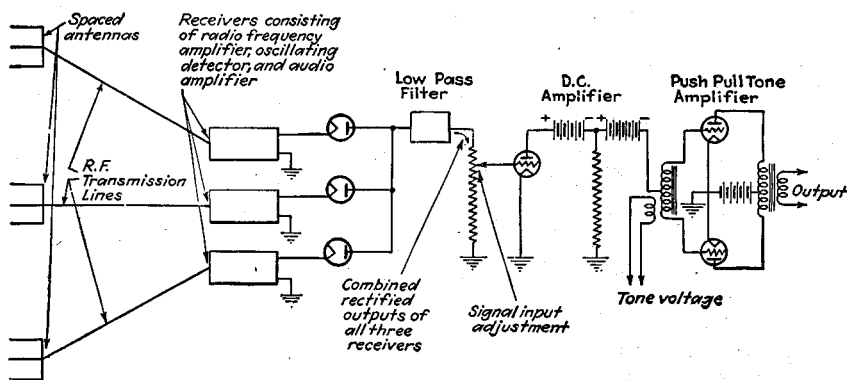 Spaced
antennas
Receivers consisting
of radio frequency
amplifier, oscillating
detector, and audio
amplifier
Low Pass
Filter
D.C.
Amplifier
Push Pull Tone
Amplifier
+
-
+
-
R.F.
Transmission
Lines
Output
Combined
rectified
outputs of
all three
receivers
Signal input
adjustment
Tone voltage